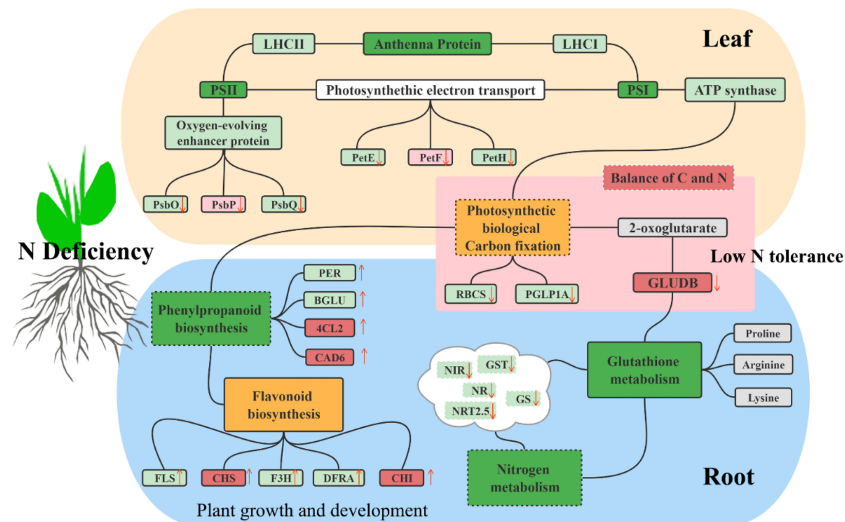 Leaf
LHCII
Anthenna Protein
LHCI
PSII
Photosynthethic electron transport
PSI
ATP synthase
Oxygen-evolving
enhancer protein
PetE
PetF
PetH
PsbO
PsbP
PsbQ
Balance of C and N
Photosynthetic
biological
Carbon fixation
2-oxoglutarate
Low N tolerance
N Deficiency
GLUDB
RBCS
PGLP1A
PER
BGLU
4CL2
CAD6
Phenylpropanoid
biosynthesis
Proline
Arginine
Lysine
Glutathione
metabolism
NIR
GST
NR
GS
NRT2.5
Flavonoid
biosynthesis
FLS
CHS
F3H
DFRA
CHI
Nitrogen
metabolism
Root
Plant growth and development